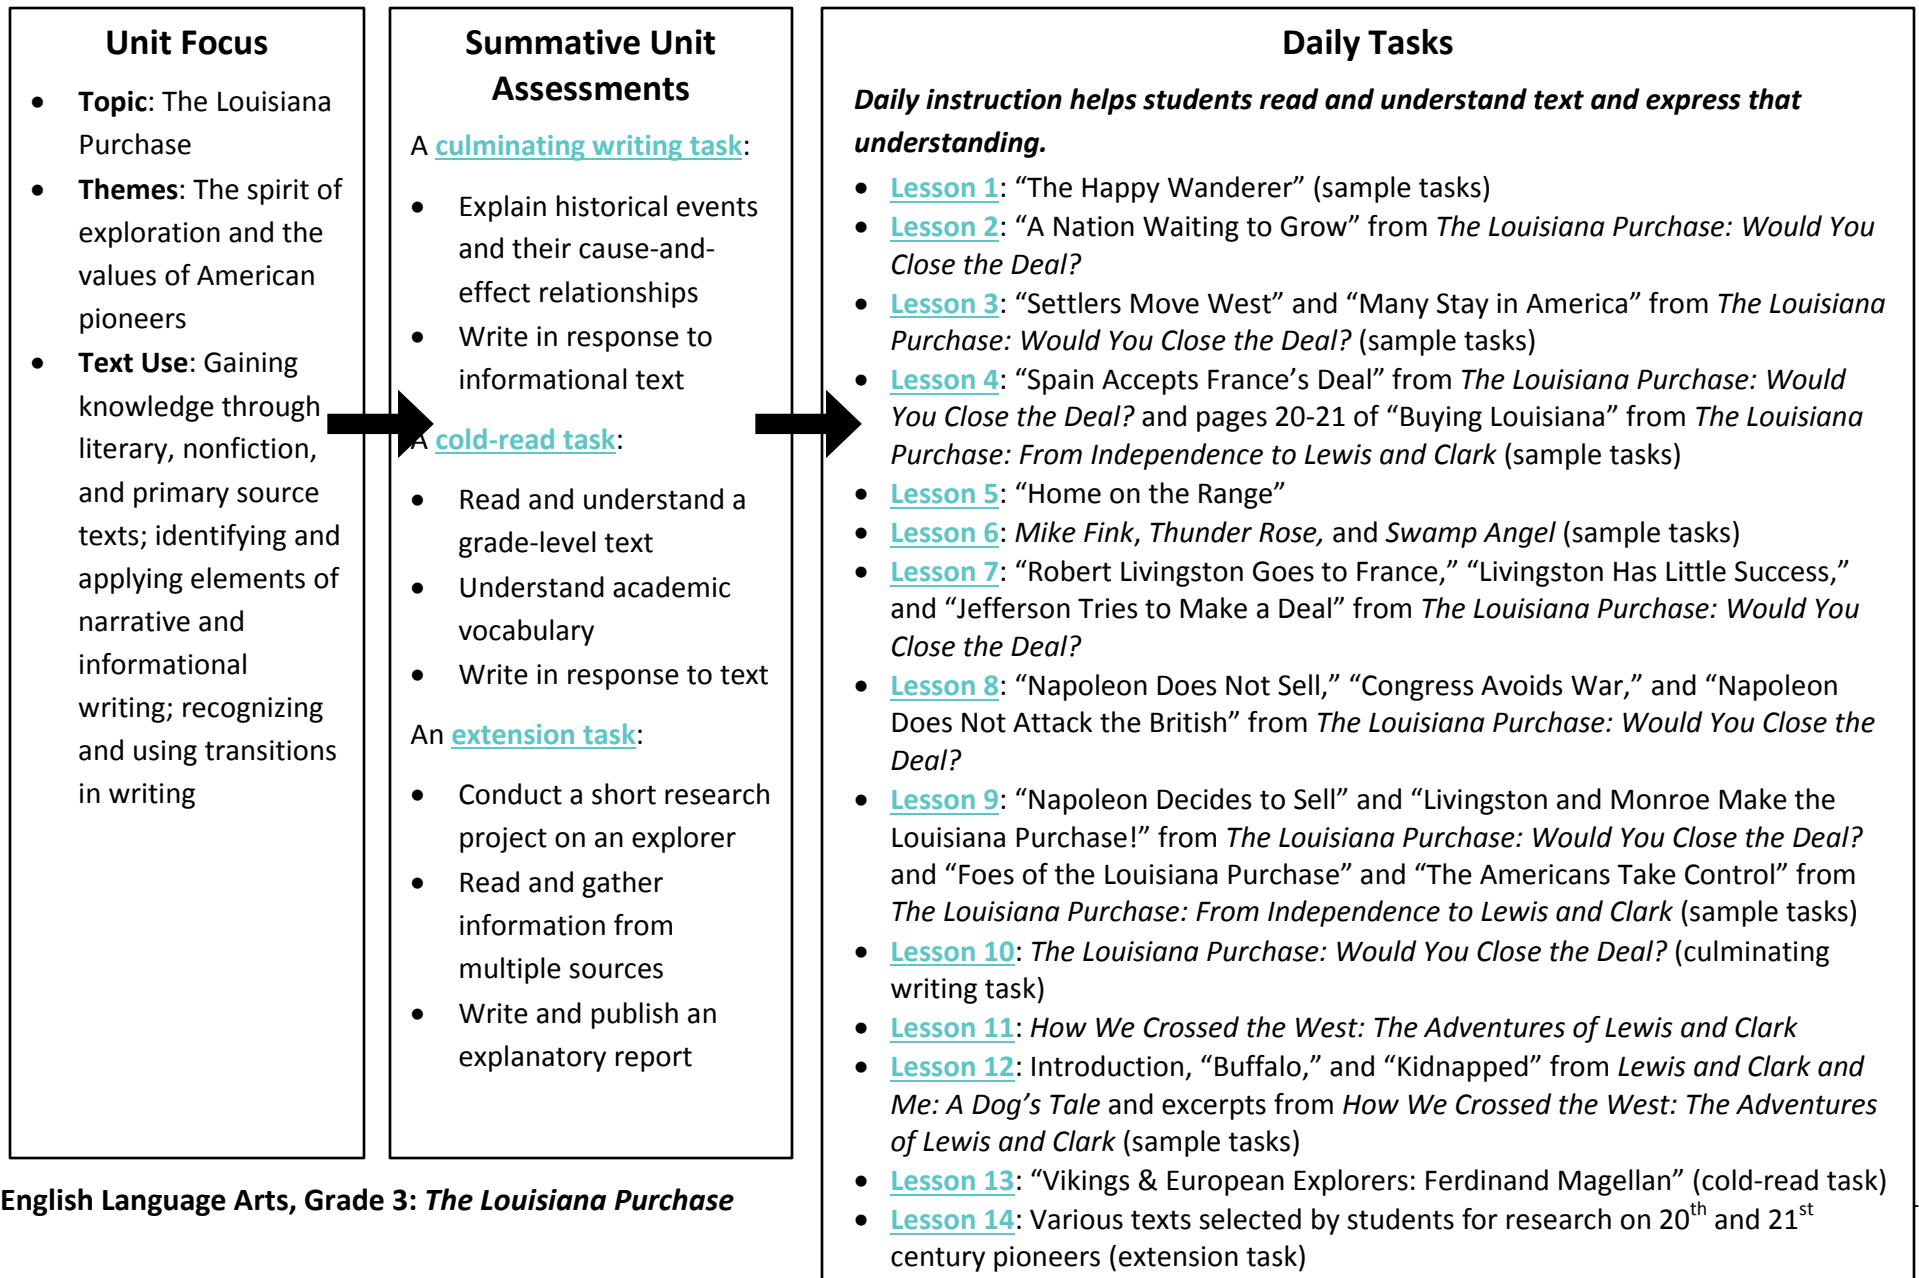 Unit Focus
• Topic: The Louisiana
Purchase
• Themes: The spirit of
exploration and the
values of American
pioneers
• Text Use: Gaining
knowledge through
literary, nonfiction,
and primary source
texts; identifying and
applying elements of
narrative and
informational
writing; recognizing
and using transitions
in writing
Summative Unit
Assessments
A culminating writing task:
• Explain historical events
and their cause-and-
effect relationships
• Write in response to
informational text
A cold-read task:
• Read and understand a
grade-level text
• Understand academic
vocabulary
• Write in response to text
An extension task:
• Conduct a short research
project on an explorer
• Read and gather
information from
multiple sources
• Write and publish an
explanatory report
Daily Tasks
Daily instruction helps students read and understand text and express that
understanding.
• Lesson 1: “The Happy Wanderer” (sample tasks)
• Lesson 2: “A Nation Waiting to Grow” from The Louisiana Purchase: Would You
Close the Deal?
• Lesson 3: “Settlers Move West” and “Many Stay in America” from The Louisiana
Purchase: Would You Close the Deal? (sample tasks)
• Lesson 4: “Spain Accepts France’s Deal” from The Louisiana Purchase: Would
You Close the Deal? and pages 20-21 of “Buying Louisiana” from The Louisiana
Purchase: From Independence to Lewis and Clark (sample tasks)
• Lesson 5: “Home on the Range”
• Lesson 6: Mike Fink, Thunder Rose, and Swamp Angel (sample tasks)
• Lesson 7: “Robert Livingston Goes to France,” “Livingston Has Little Success,”
and “Jefferson Tries to Make a Deal” from The Louisiana Purchase: Would You
Close the Deal?
• Lesson 8: “Napoleon Does Not Sell,” “Congress Avoids War,” and “Napoleon
Does Not Attack the British” from The Louisiana Purchase: Would You Close the
Deal?
• Lesson 9: “Napoleon Decides to Sell” and “Livingston and Monroe Make the
Louisiana Purchase!” from The Louisiana Purchase: Would You Close the Deal?
and “Foes of the Louisiana Purchase” and “The Americans Take Control” from
The Louisiana Purchase: From Independence to Lewis and Clark (sample tasks)
• Lesson 10: The Louisiana Purchase: Would You Close the Deal? (culminating
writing task)
• Lesson 11: How We Crossed the West: The Adventures of Lewis and Clark
• Lesson 12: Introduction, “Buffalo,” and “Kidnapped” from Lewis and Clark and
Me: A Dog’s Tale and excerpts from How We Crossed the West: The Adventures
of Lewis and Clark (sample tasks)
• Lesson 13: “Vikings & European Explorers: Ferdinand Magellan” (cold-read task)
• Lesson 14: Various texts selected by students for research on 20th and 21st
century pioneers (extension task)
English Language Arts, Grade 3: The Louisiana Purchase